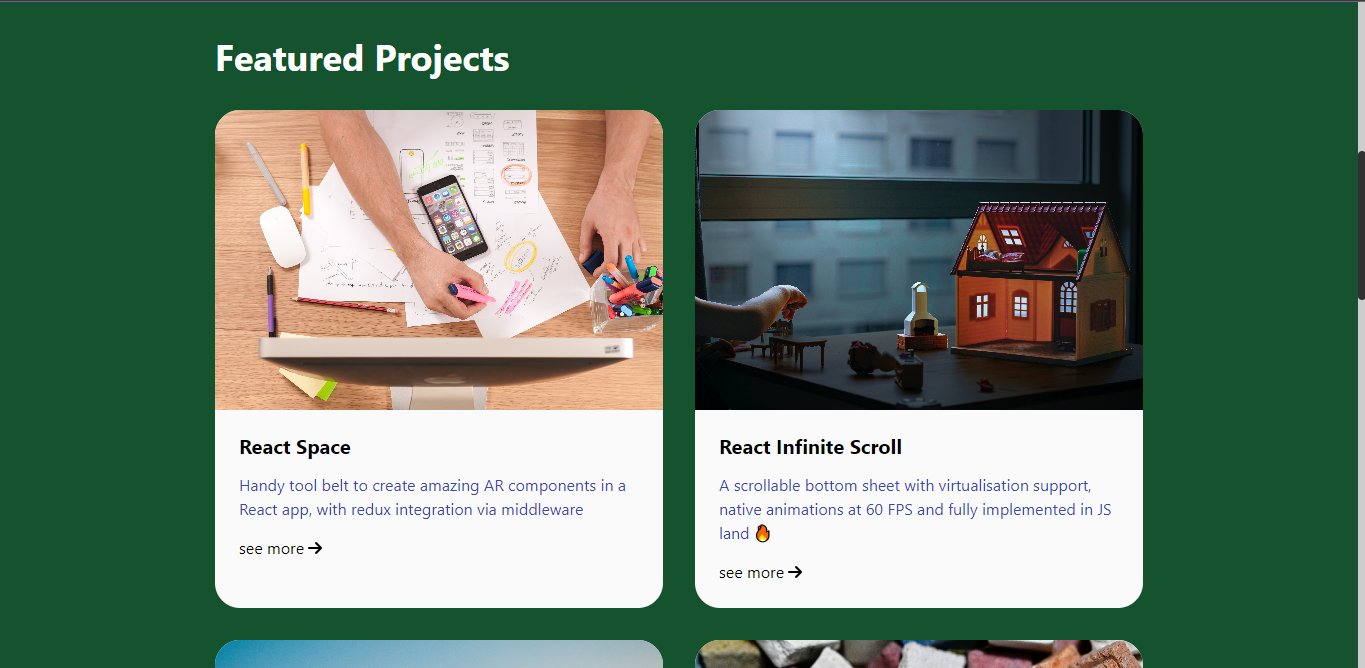 Featured Projects
React Space
Handy tool belt to create amazing AR components in a
React app, with redux integration via middleware
see more →
React Infinite Scroll
A scrollable bottom sheet with virtualisation support,
native animations at 60 FPS and fully implemented in JS
land 🔥
see more →